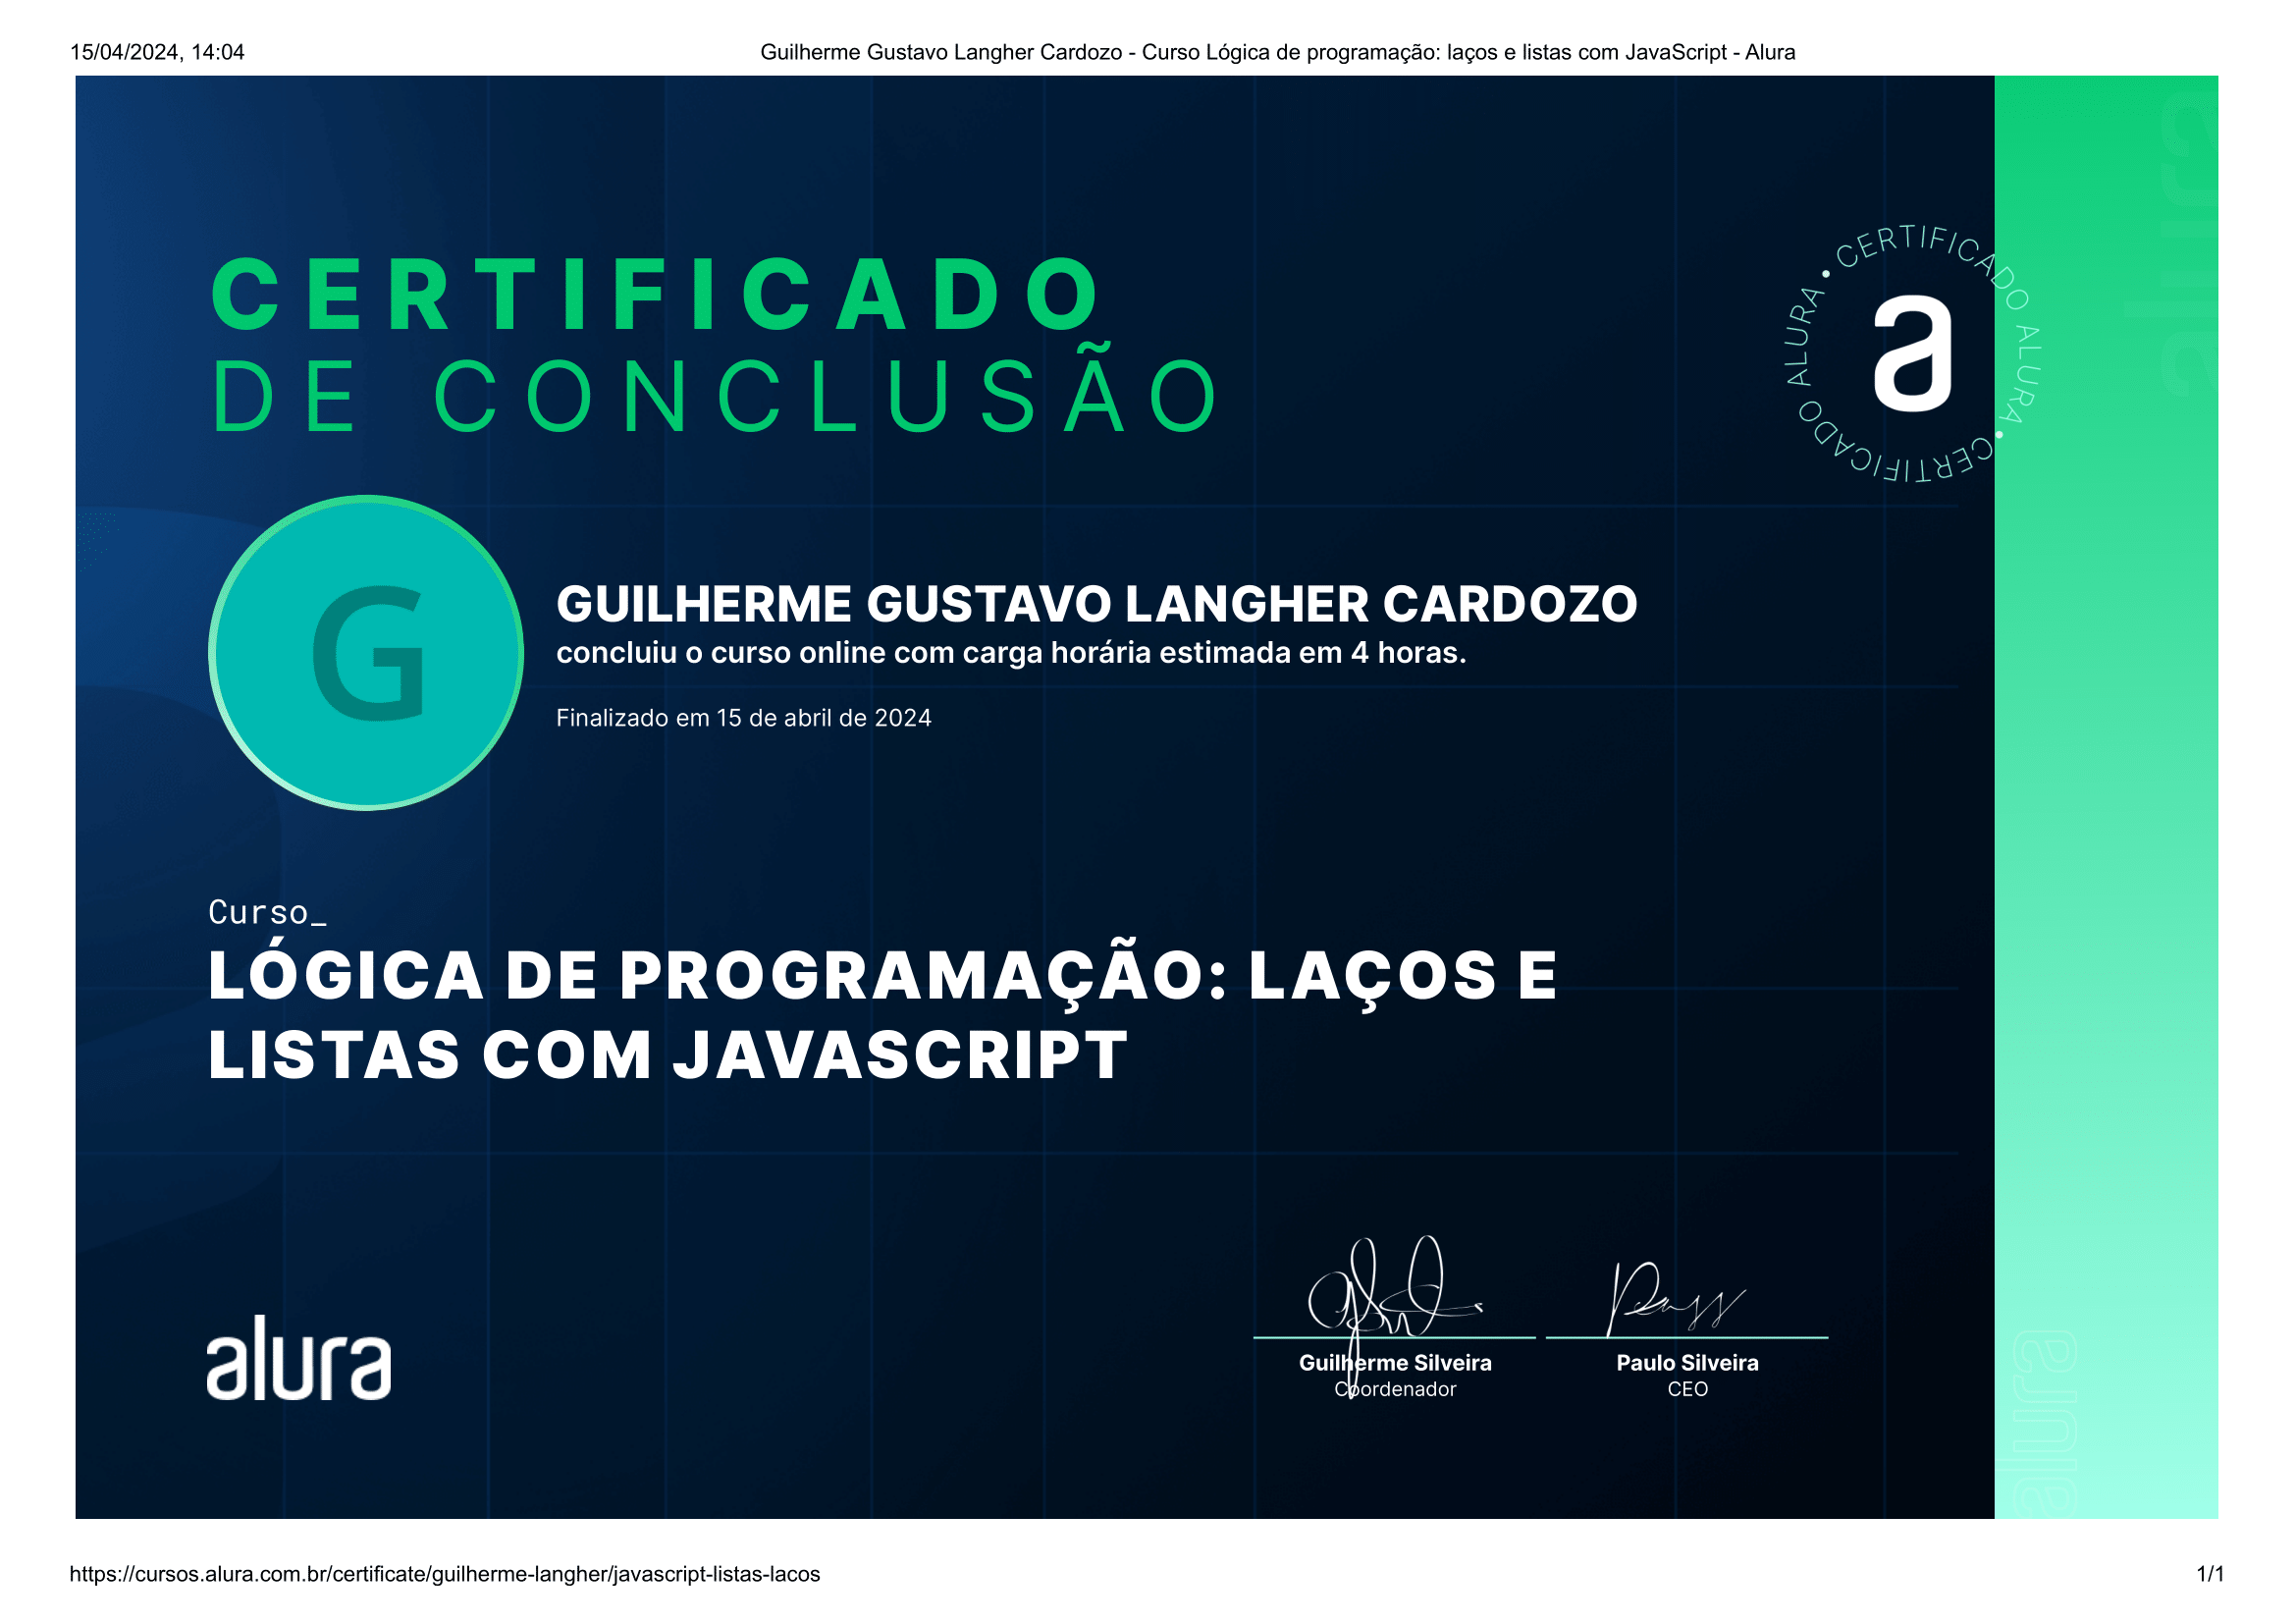 15/04/2024, 14:04
Guilherme Gustavo Langher Cardozo - Curso Lógica de programação: laços e listas com JavaScript - Alura
CERTIFICADO
DE CONCLUSÃO
• CERTIFICADO ALURA • CERTIFICADO ALURA
a
alura
G
GUILHERME GUSTAVO LANGHER CARDOZO
concluiu o curso online com carga horária estimada em 4 horas.
Finalizado em 15 de abril de 2024
Curso_
LÓGICA DE PROGRAMAÇÃO: LAÇOS E
LISTAS COM JAVASCRIPT
alura
Guilherme Silveira
Coordenador
Paulo Silveira
CEO
alura
https://cursos.alura.com.br/certificate/guilherme-langher/javascript-listas-lacos
1/1